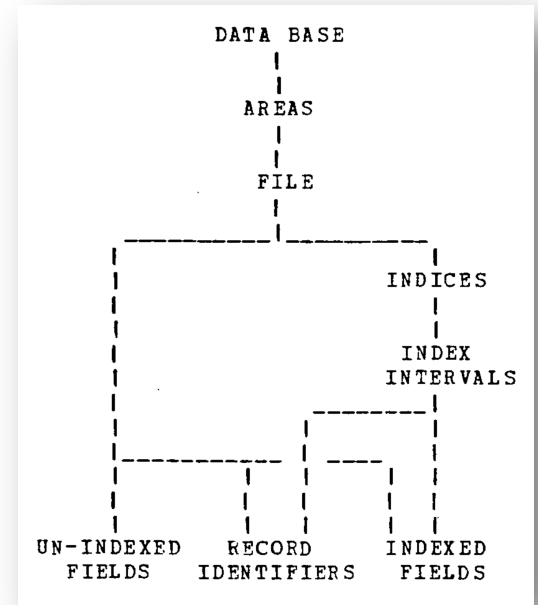 DATA BASE
AREAS
FILE
INDICES
INDEX
INTERVALS
UN-INDEXED RECORD INDEXED
FIELDS IDENTIFIERS FIELDS